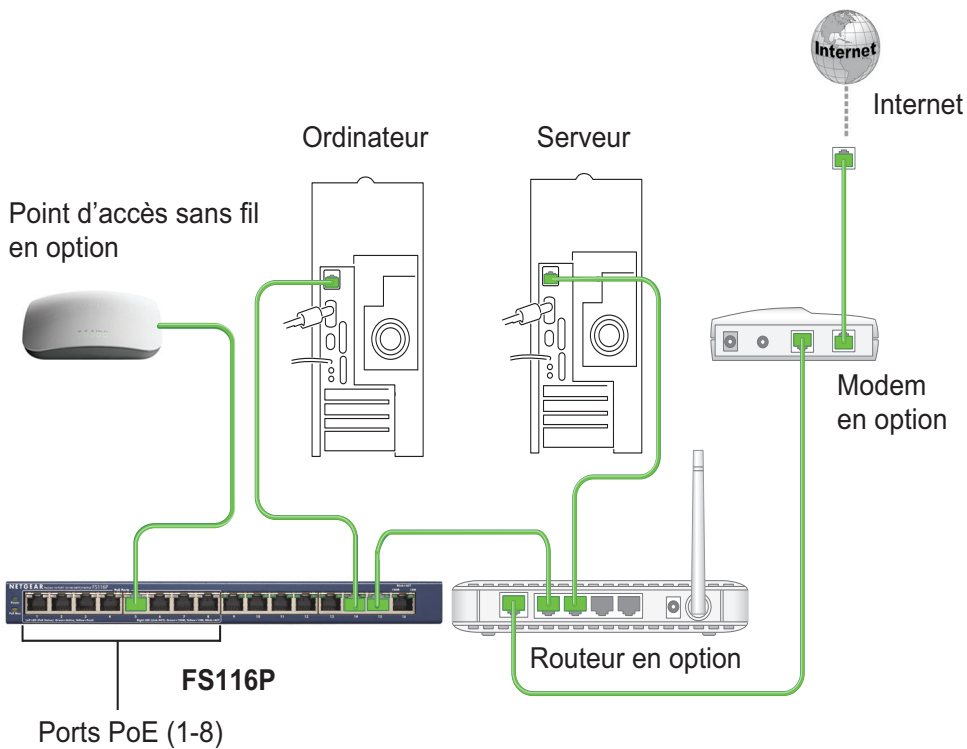 Internet
Internet
Ordinateur
Serveur
Point d'accès sans fil
en option
Modem
en option
NETGEAR
FS116P
Routeur en option
FS116P
Ports PoE (1-8)